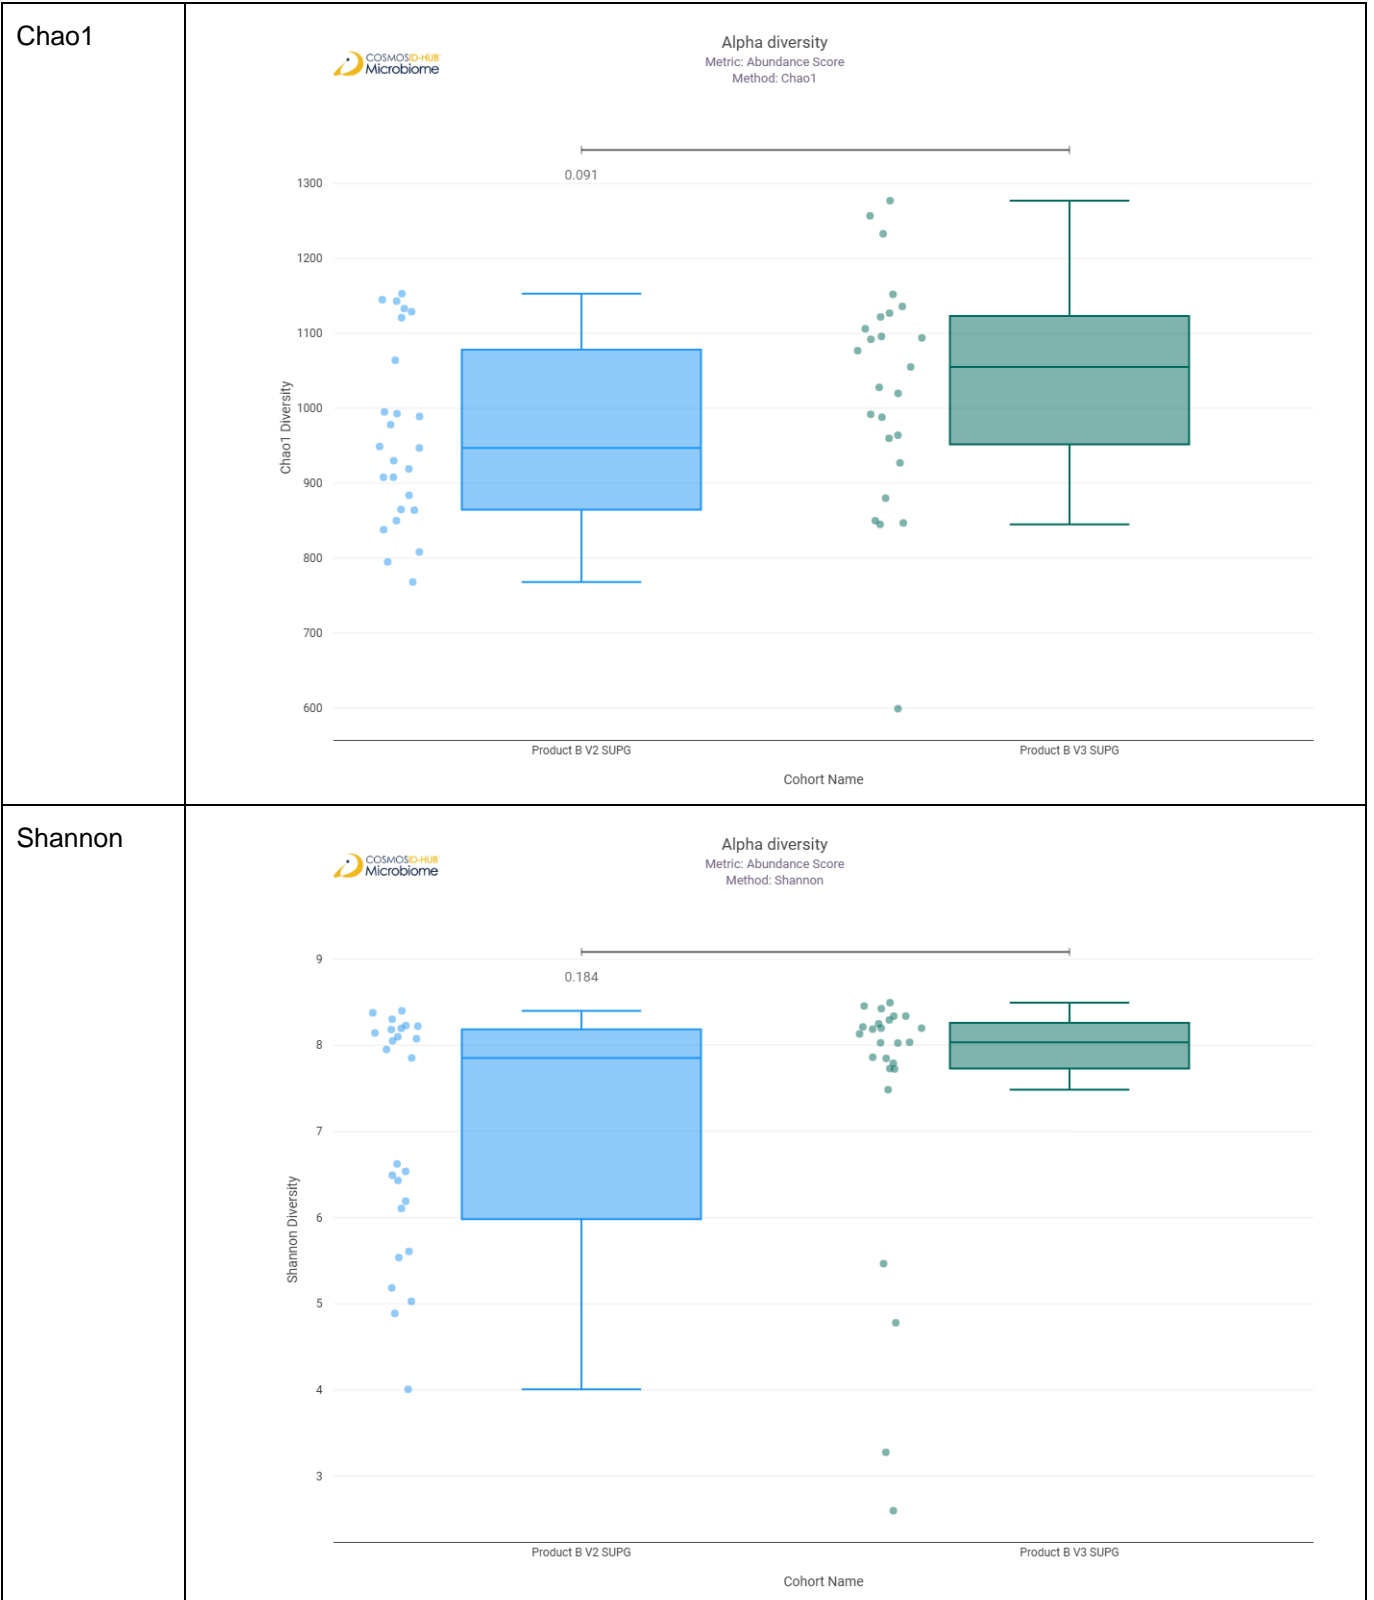 Chao1
COSMOSID-HUB
Microbiome
Alpha diversity
Metric: Abundance Score
Method: Chao1
0.091
1300
1200
1100
1000
900
800
700
600
Chao1 Diversity
Product B V2 SUPG
Product B V3 SUPG
Cohort Name
Shannon
COSMOSID-HUB
Microbiome
Alpha diversity
Metric: Abundance Score
Method: Shannon
9
0.184
8
7
6
5
4
3
Shannon Diversity
Product B V2 SUPG
Product B V3 SUPG
Cohort Name